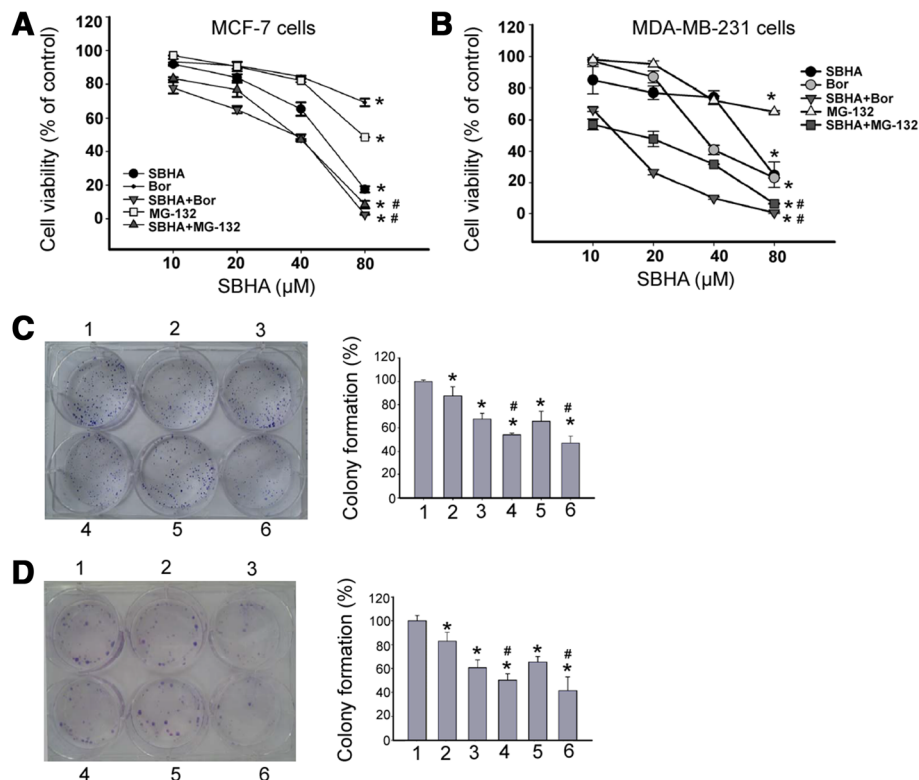 A
MCF-7 cells
Cell viability (% of control)
120
100
80
60
40
20
0
* 
*
*
* #
* #
SBHA
Bor
SBHA+Bor
MG-132
SBHA+MG-132
10 20 40 80
SBHA (µM)
B
MDA-MB-231 cells
Cell viability (% of control)
120
100
80
60
40
20
0
*
*
*
* #
* #
SBHA
Bor
SBHA+Bor
MG-132
SBHA+MG-132
10 20 40 80
SBHA (µM)
C
1 2 3
4 5 6
Colony formation (%)
120
100
80
60
40
20
0
* * # * * # *
1 2 3 4 5 6
D
1 2 3
4 5 6
Colony formation (%)
120
100
80
60
40
20
0
* * # * * # *
1 2 3 4 5 6